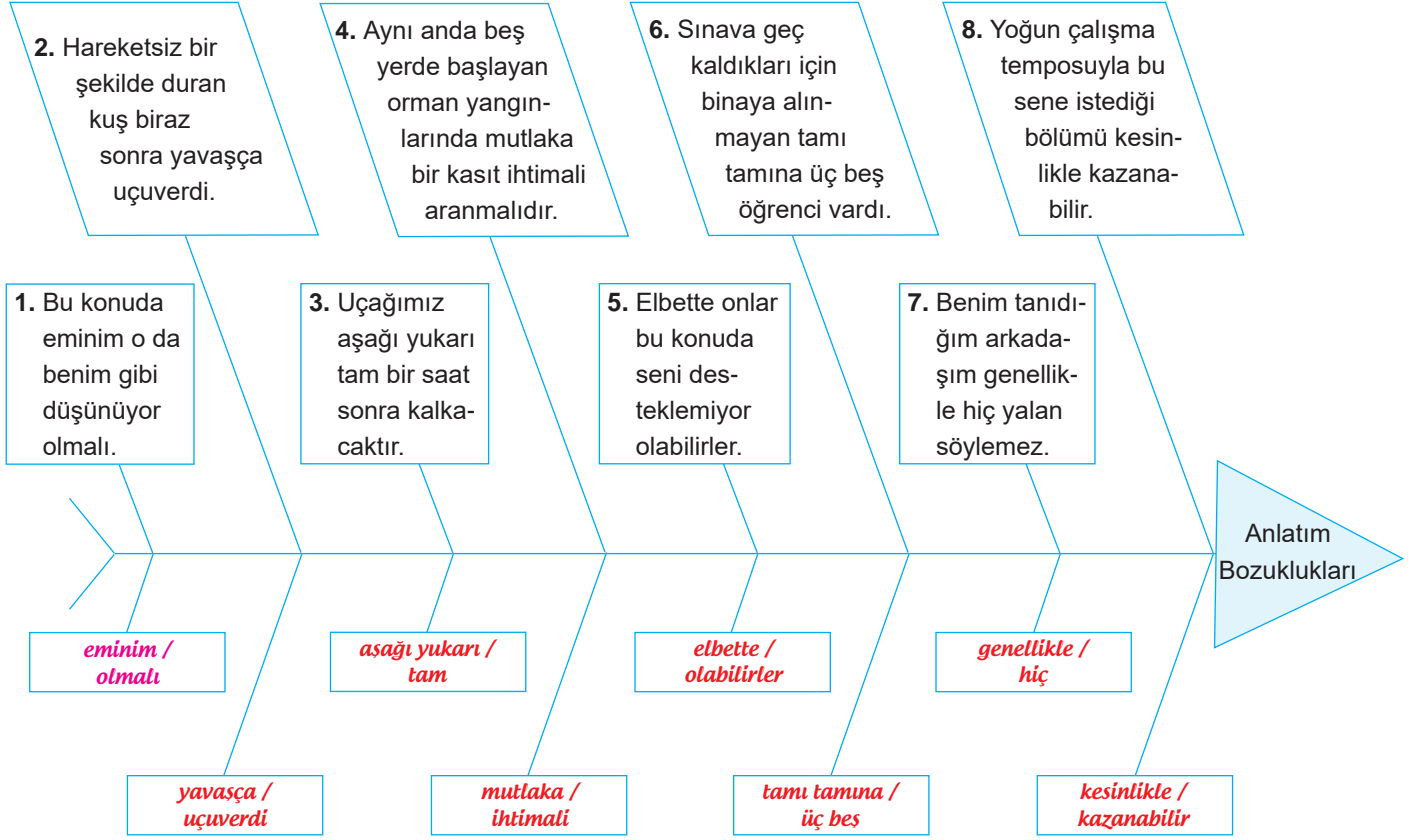 2. Hareketsiz bir
şekilde duran
kuş biraz
sonra yavaşça
uçuverdi.
4. Aynı anda beş
yerde başlayan
orman yangın-
larında mutlaka
bir kasıt ihtimali
aranmalıdır.
6. Sınava geç
kaldıkları için
binaya alın-
mayan tamı
tamına üç beş
öğrenci vardı.
8. Yoğun çalışma
temposuyla bu
sene istediği
bölümü kesin-
likle kazana-
bilir.
1. Bu konuda
eminim o da
benim gibi
düşünüyor
olmalı.
3. Uçağımız
aşağı yukarı
tam bir saat
sonra kalka-
caktır.
5. Elbette onlar
bu konuda
seni des-
teklemiyor
olabilirler.
7. Benim tanıdı-
ğım arkada-
şım genellik-
le hiç yalan
söylemez.
Anlatım
Bozuklukları
eminim /
olmalı
aşağı yukarı /
tam
elbette /
olabilirler
genellikle /
hiç
yavaşça /
uçuverdi
mutlaka /
ihtimali
tamı tamına /
üç beş
kesinlikle /
kazanabilir